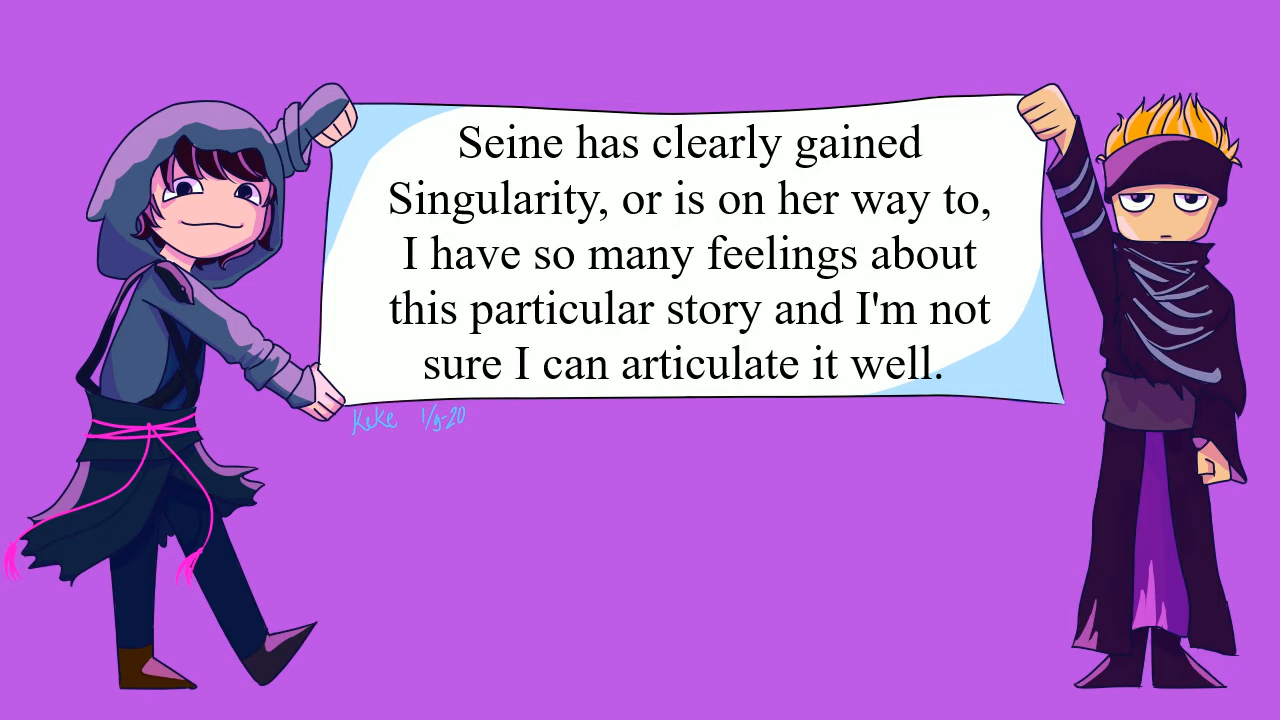 Seine has clearly gained
Singularity, or is on her way to,
I have so many feelings about
this particular story and I'm not
sure I can articulate it well.
KeKe 1/9-20